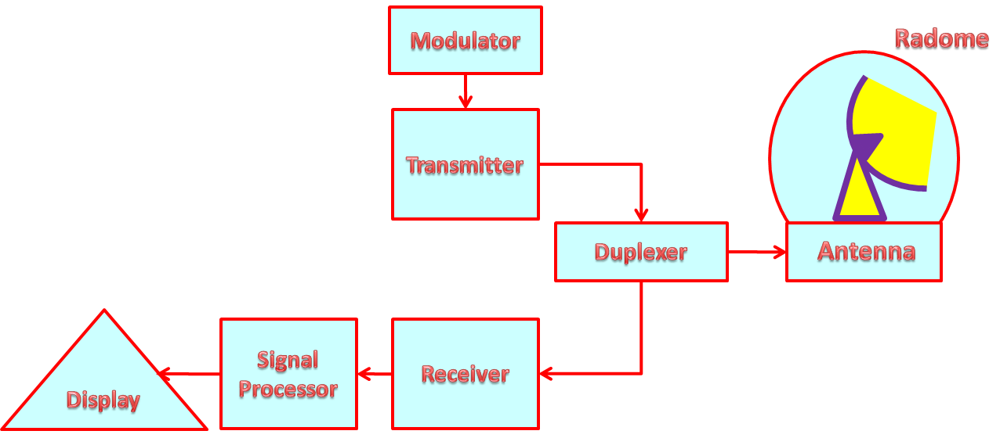 Modulator
Radome
Transmitter
Duplexer
Antenna
Signal
Processor
Receiver
Display